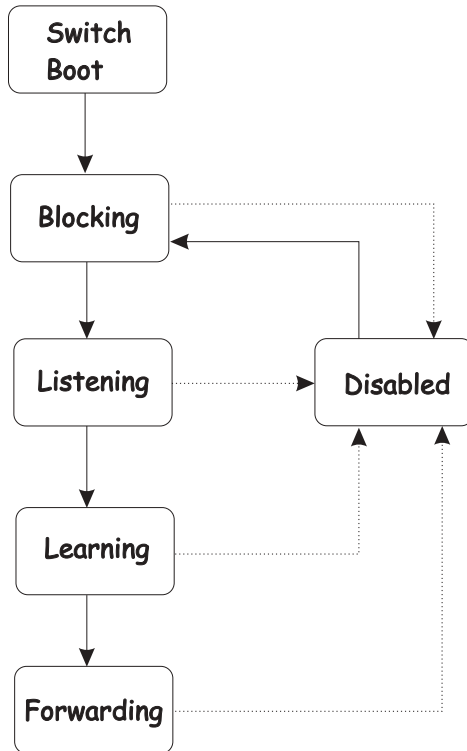 Switch
Boot
Blocking
Listening
Disabled
Learning
Forwarding